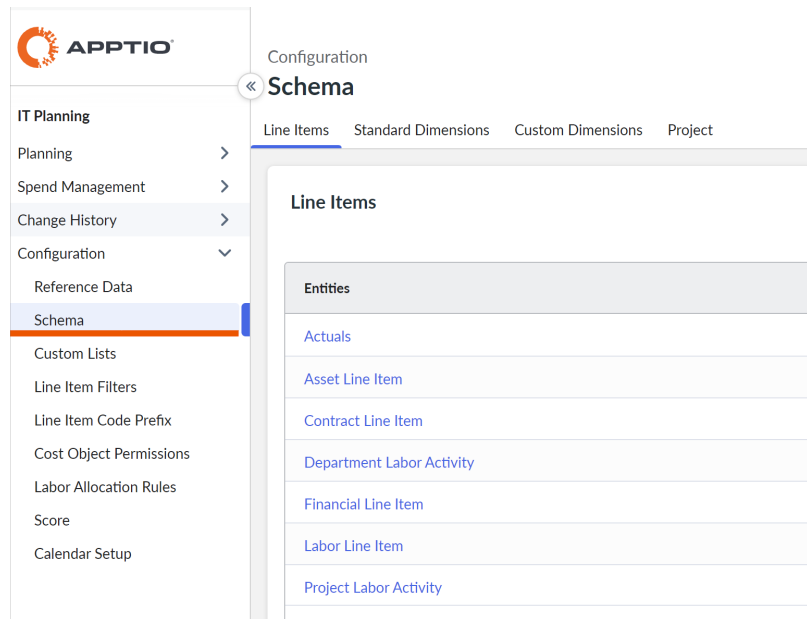 APPTIO
IT Planning
Planning
Spend Management
Change History
Configuration
Reference Data
Schema
Custom Lists
Line Item Filters
Line Item Code Prefix
Cost Object Permissions
Labor Allocation Rules
Score
Calendar Setup
Configuration
Schema
Line Items Standard Dimensions Custom Dimensions Project
Line Items
Entities
Actuals
Asset Line Item
Contract Line Item
Department Labor Activity
Financial Line Item
Labor Line Item
Project Labor Activity